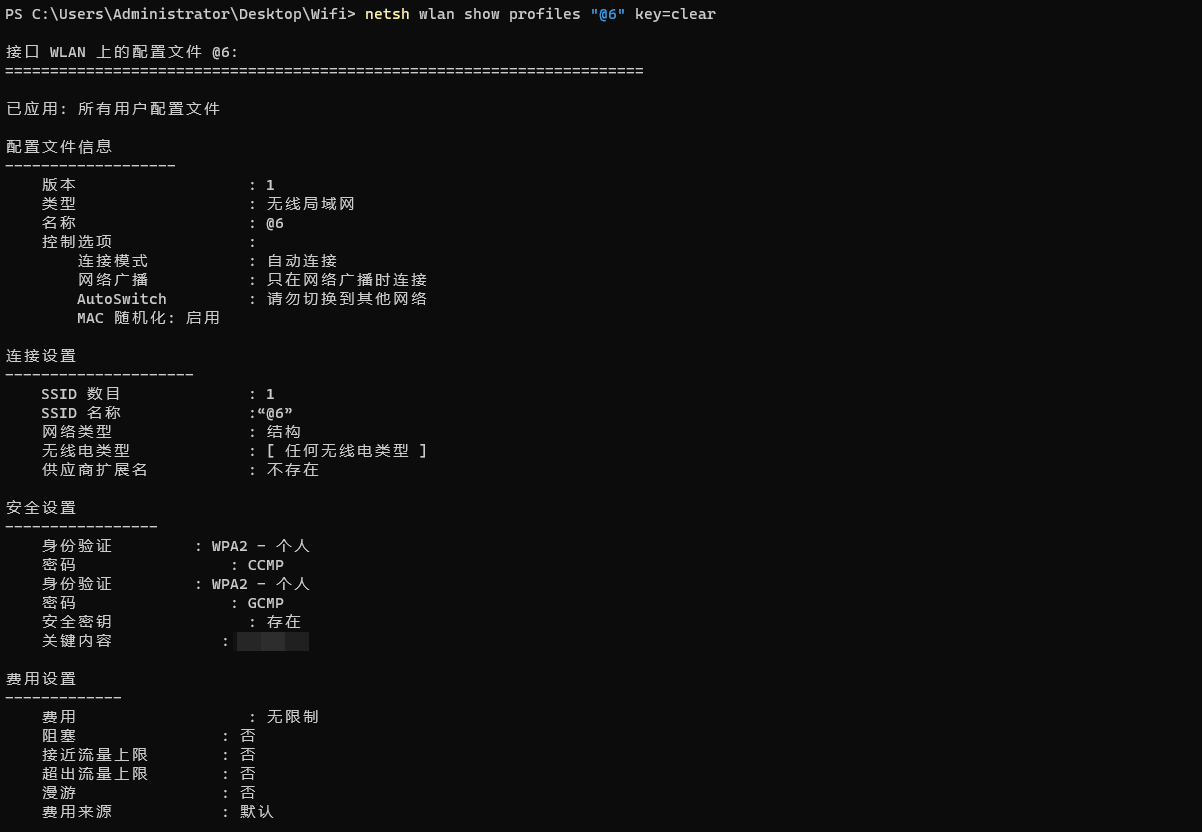 PS C:\Users\Administrator\Desktop\Wifi> netsh wlan show profiles "@6" key=clear
接口 WLAN 上的配置文件 @6:
=======================================================================
已应用: 所有用户配置文件
配置文件信息
-------------------
版本 : 1
类型 : 无线局域网
名称 : @6
控制选项 :
连接模式 : 自动连接
网络广播 : 只在网络广播时连接
AutoSwitch : 请勿切换到其他网络
MAC 随机化: 启用
连接设置
---------------------
SSID 数目 : 1
SSID 名称 :“@6”
网络类型 : 结构
无线电类型 : [ 任何无线电类型 ]
供应商扩展名 : 不存在
安全设置
-----------------
身份验证 : WPA2 - 个人
密码 : CCMP
身份验证 : WPA2 - 个人
密码 : GCMP
安全密钥 : 存在
关键内容 :
费用设置
-------------
费用 : 无限制
阻塞 : 否
接近流量上限 : 否
超出流量上限 : 否
漫游 : 否
费用来源 : 默认